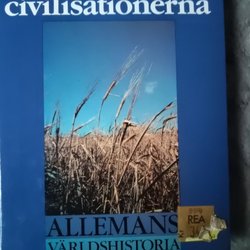 civilisationerna
ALLEMANS
VÄRLDSHISTORIA
REA